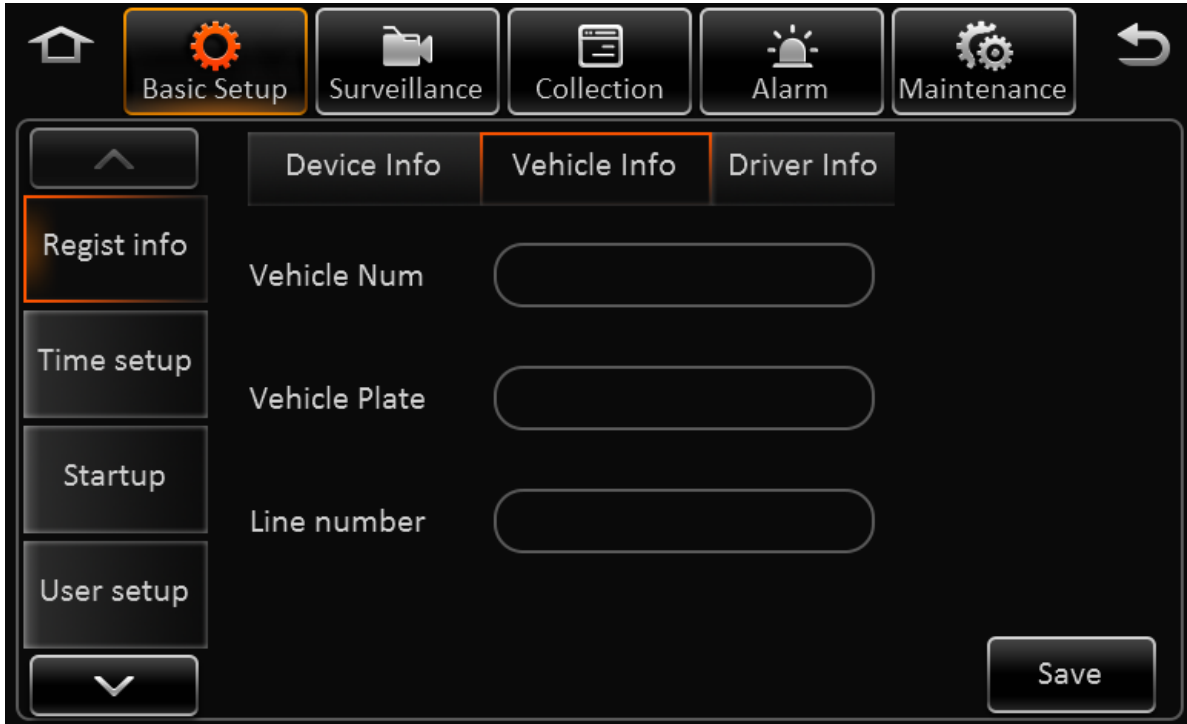 Basic Setup
Surveillance
Collection
Alarm
Maintenance
Device Info
Vehicle Info
Driver Info
Regist info
Time setup
Startup
User setup
Vehicle Num
Vehicle Plate
Line number
Save